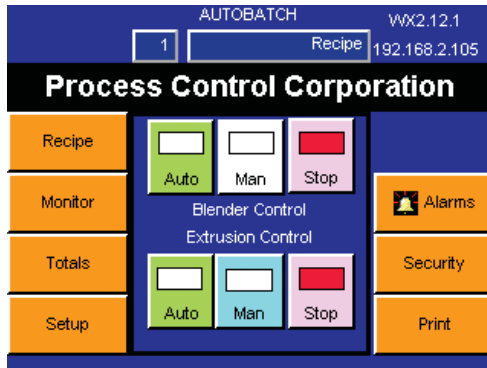 AUTOBATCH
WX2.12.1
1 Recipe 192.168.2.105
Process Control Corporation
Recipe
Auto Man Stop
Monitor
Blender Control
Alarms
Extrusion Control
Totals
Security
Auto Man Stop
Setup
Print